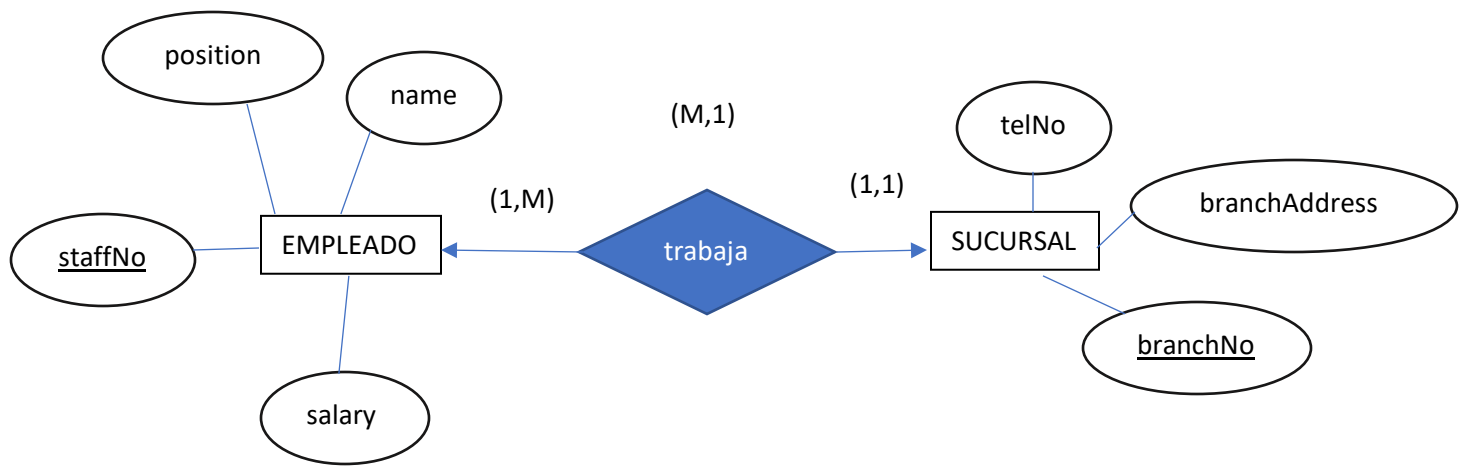 position
name
(M,1)
telNo
(1,M)
(1,1)
branchAddress
staffNo
EMPLEADO
trabaja
SUCURSAL
branchNo
salary